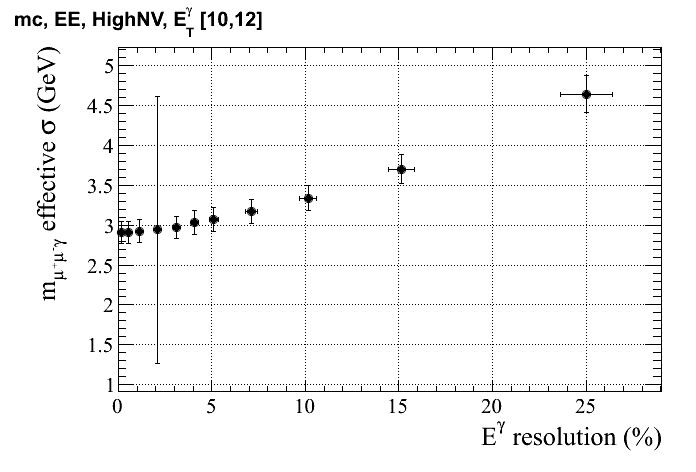 mc, EE, HighNV, E_T^γ [10,12]
m_μ⁺μ⁻γ effective σ (GeV)
5
4.5
4
3.5
3
2.5
2
1.5
1
0 5 10 15 20 25
E^γ resolution (%)